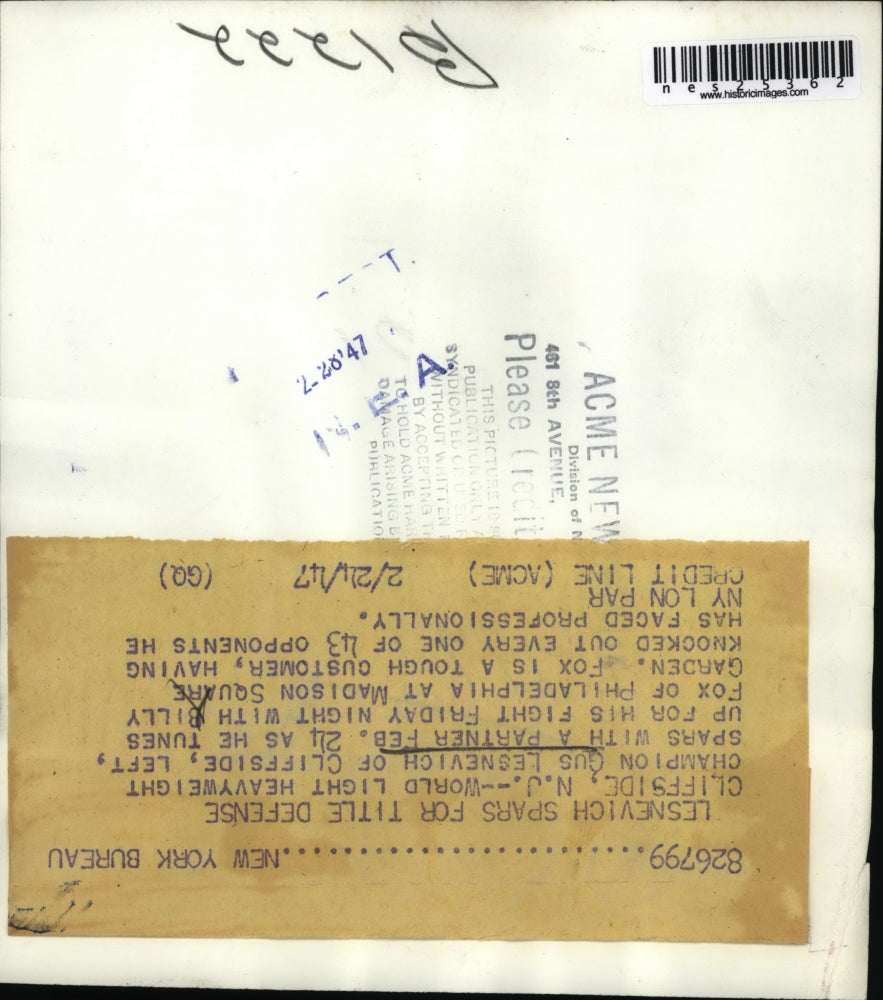 nes25362
www.historicimages.com
T.
2-28'47
N. E. A.
ACME NEW
Division of N
461 8th AVENUE,
Please Credit
THIS PICTURE IS
PUBLICATION ONLY
SYNDICATED OR
WITHOUT WRITTEN
BY ACCEPTING TH
TO HOLD ACME HAR
DAMAGE ARISING B
PUBLICATIO
826799..............................NEW YORK BUREAU
LESNEVICH SPARS FOR TITLE DEFENSE
CLIFFSIDE, N.J.--WORLD LIGHT HEAVYWEIGHT
CHAMPION GUS LESNEVICH OF CLIFFSIDE, LEFT,
SPARS WITH A PARTNER FEB. 24 AS HE TUNES
UP FOR HIS FIGHT FRIDAY NIGHT WITH BILLY
FOX OF PHILADELPHIA AT MADISON SQUARE
GARDEN. FOX IS A TOUGH CUSTOMER, HAVING
KNOCKED OUT EVERY ONE OF 43 OPPONENTS HE
HAS FACED PROFESSIONALLY.
NY LON PAR
CREDIT LINE (ACME) 2/24/47 (GQ)